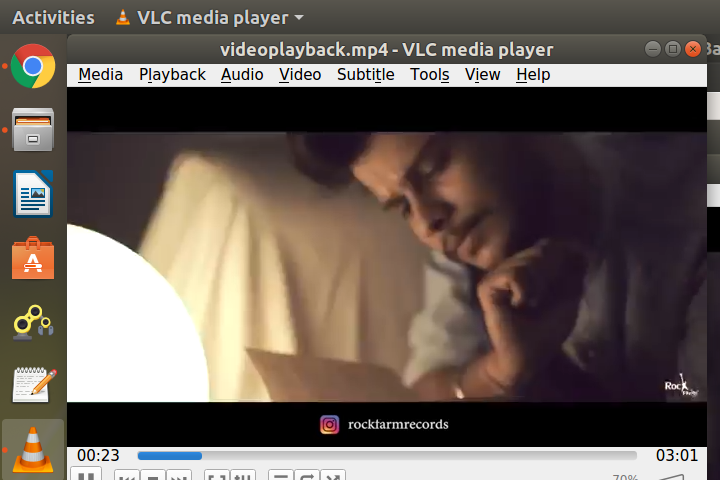 Activities VLC media player
videoplayback.mp4 - VLC media player
Media Playback Audio Video Subtitle Tools View Help
Rock
rockfarmrecords
00:23 03:01
70%